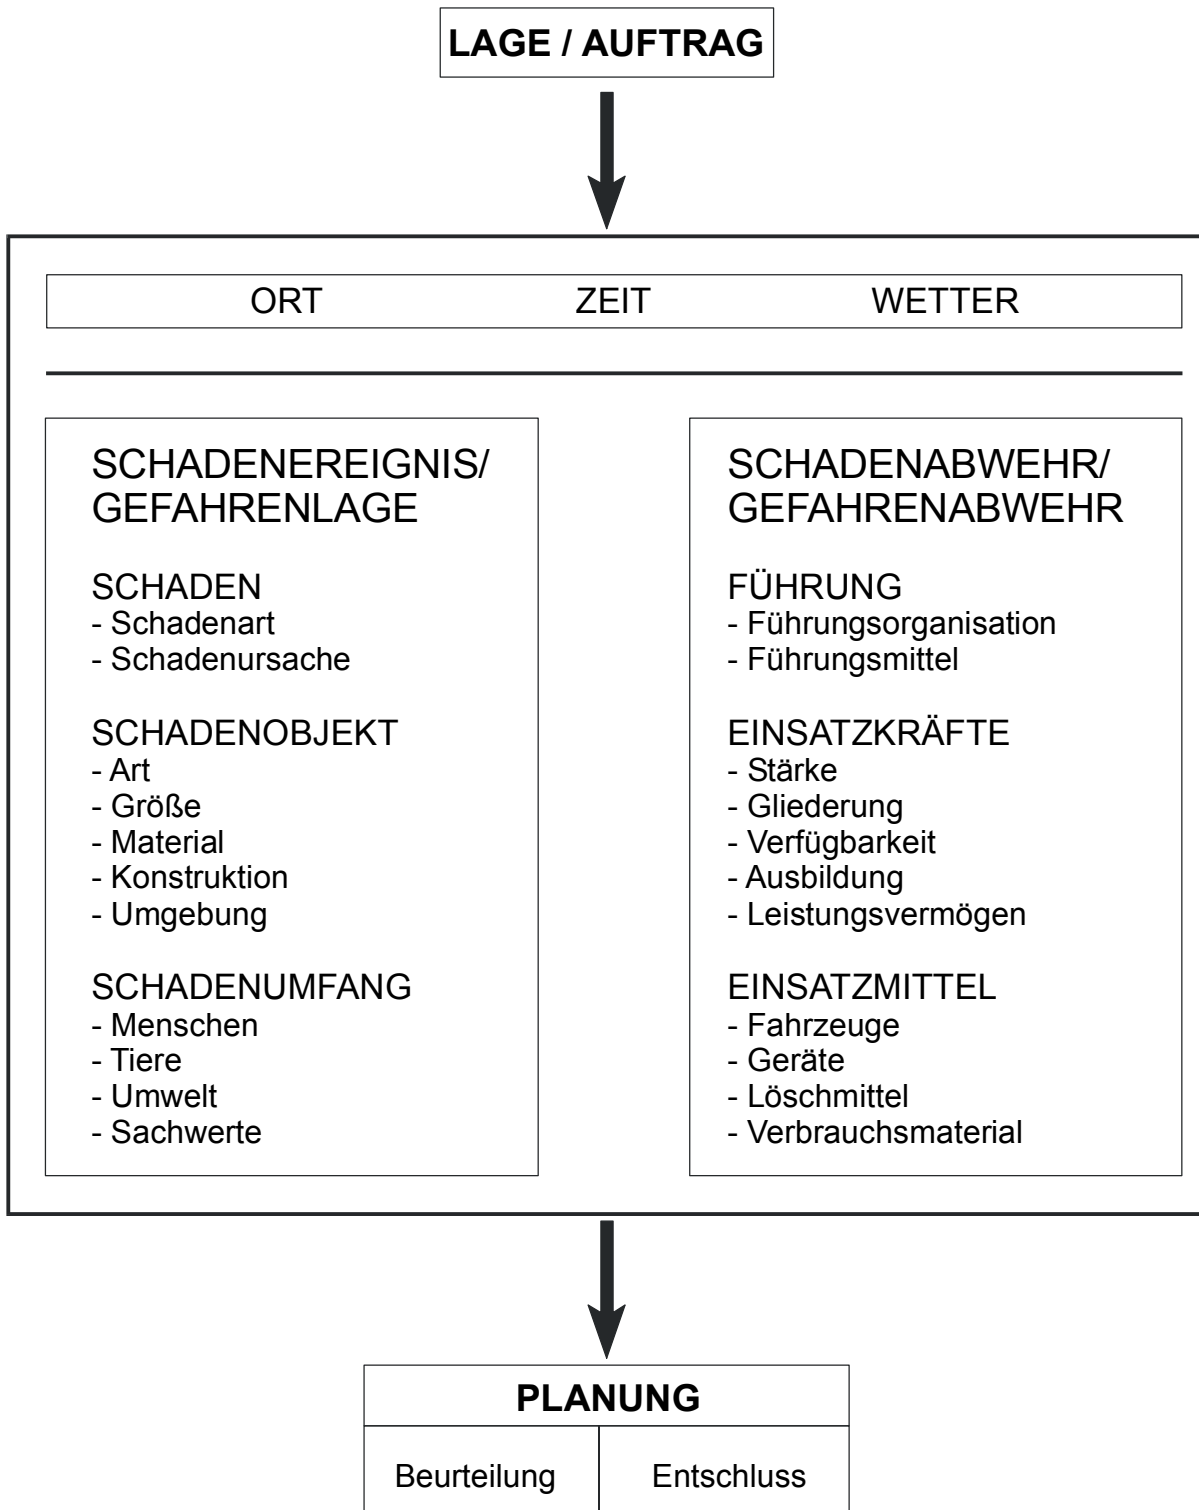 LAGE / AUFTRAG
ORT ZEIT WETTER
SCHADENEREIGNIS/
GEFAHRENLAGE
SCHADEN
- Schadenart
- Schadenursache
SCHADENOBJEKT
- Art
- Größe
- Material
- Konstruktion
- Umgebung
SCHADENUMFANG
- Menschen
- Tiere
- Umwelt
- Sachwerte
SCHADENABWEHR/
GEFAHRENABWEHR
FÜHRUNG
- Führungsorganisation
- Führungsmittel
EINSATZKRÄFTE
- Stärke
- Gliederung
- Verfügbarkeit
- Ausbildung
- Leistungsvermögen
EINSATZMITTEL
- Fahrzeuge
- Geräte
- Löschmittel
- Verbrauchsmaterial
PLANUNG
Beurteilung Entschluss